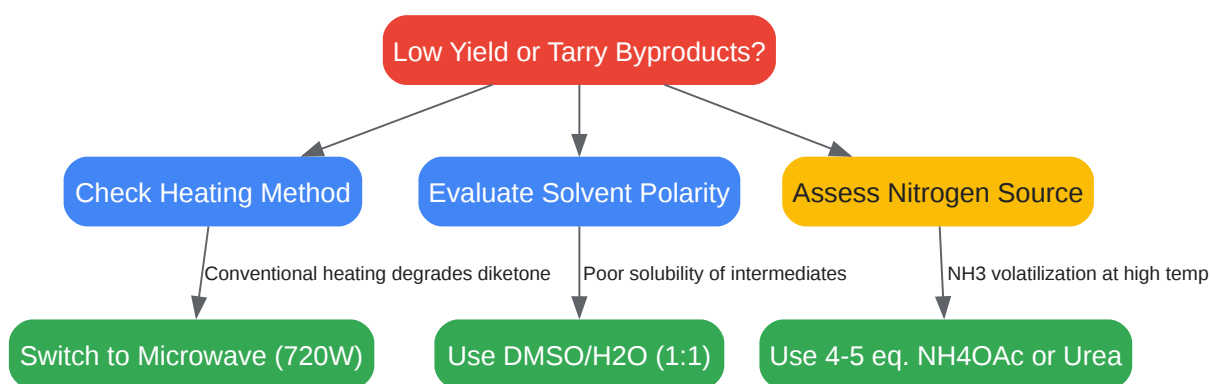 Low Yield or Tarry Byproducts?
Check Heating Method
Evaluate Solvent Polarity
Assess Nitrogen Source
Conventional heating degrades diketone
Poor solubility of intermediates
NH3 volatilization at high temp
Switch to Microwave (720W)
Use DMSO/H2O (1:1)
Use 4-5 eq. NH4OAc or Urea